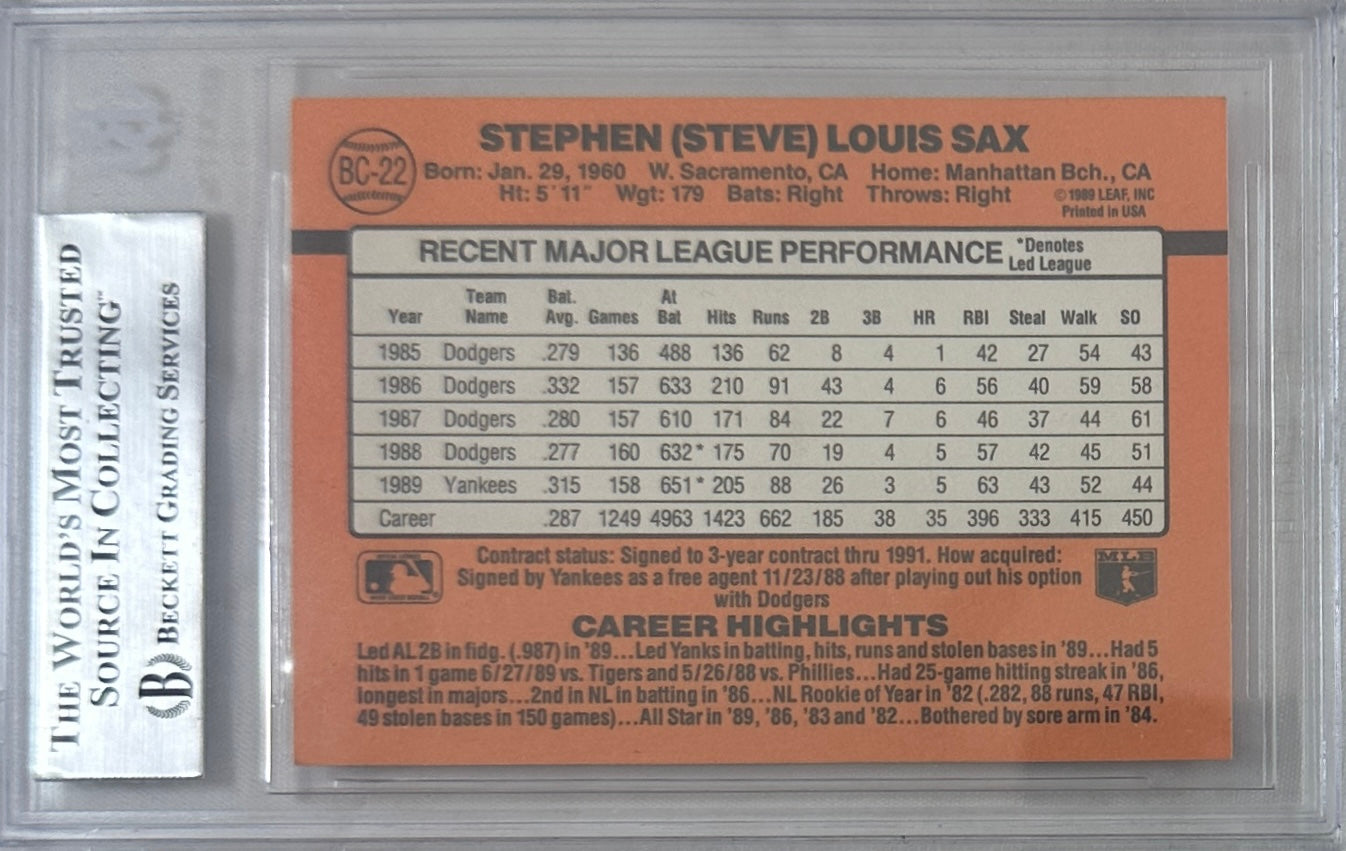 THE WORLD'S MOST TRUSTED
SOURCE IN COLLECTING™
BECKETT GRADING SERVICES
B
BC-22
STEPHEN (STEVE) LOUIS SAX
Born: Jan. 29, 1960 W. Sacramento, CA Home: Manhattan Bch., CA
Ht: 5'11" Wgt: 179 Bats: Right Throws: Right ©1989 LEAF, INC
Printed in USA
RECENT MAJOR LEAGUE PERFORMANCE *Denotes
Led League
Year Team Name Bat. Avg. Games At Bat Hits Runs 2B 3B HR RBI Steal Walk SO
1985 Dodgers .279 136 488 136 62 8 4 1 42 27 54 43
1986 Dodgers .332 157 633 210 91 43 4 6 56 40 59 58
1987 Dodgers .280 157 610 171 84 22 7 6 46 37 44 61
1988 Dodgers .277 160 632* 175 70 19 4 5 57 42 45 51
1989 Yankees .315 158 651* 205 88 26 3 5 63 43 52 44
Career .287 1249 4963 1423 662 185 38 35 396 333 415 450
Contract status: Signed to 3-year contract thru 1991. How acquired:
Signed by Yankees as a free agent 11/23/88 after playing out his option
with Dodgers
MLB
CAREER HIGHLIGHTS
Led AL 2B in fidg. (.987) in '89...Led Yanks in batting, hits, runs and stolen bases in '89...Had 5
hits in 1 game 6/27/89 vs. Tigers and 5/26/88 vs. Phillies...Had 25-game hitting streak in '86,
longest in majors...2nd in NL in batting in '86...NL Rookie of Year in '82 (.282, 88 runs, 47 RBI,
49 stolen bases in 150 games)...All Star in '89, '86, '83 and '82...Bothered by sore arm in '84.